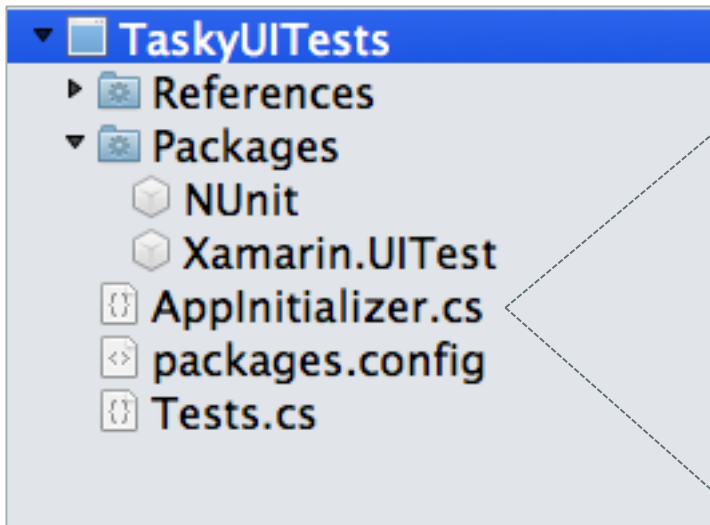 TaskyUITests
References
Packages
NUnit
Xamarin.UITest
AppInitializer.cs
packages.config
Tests.cs